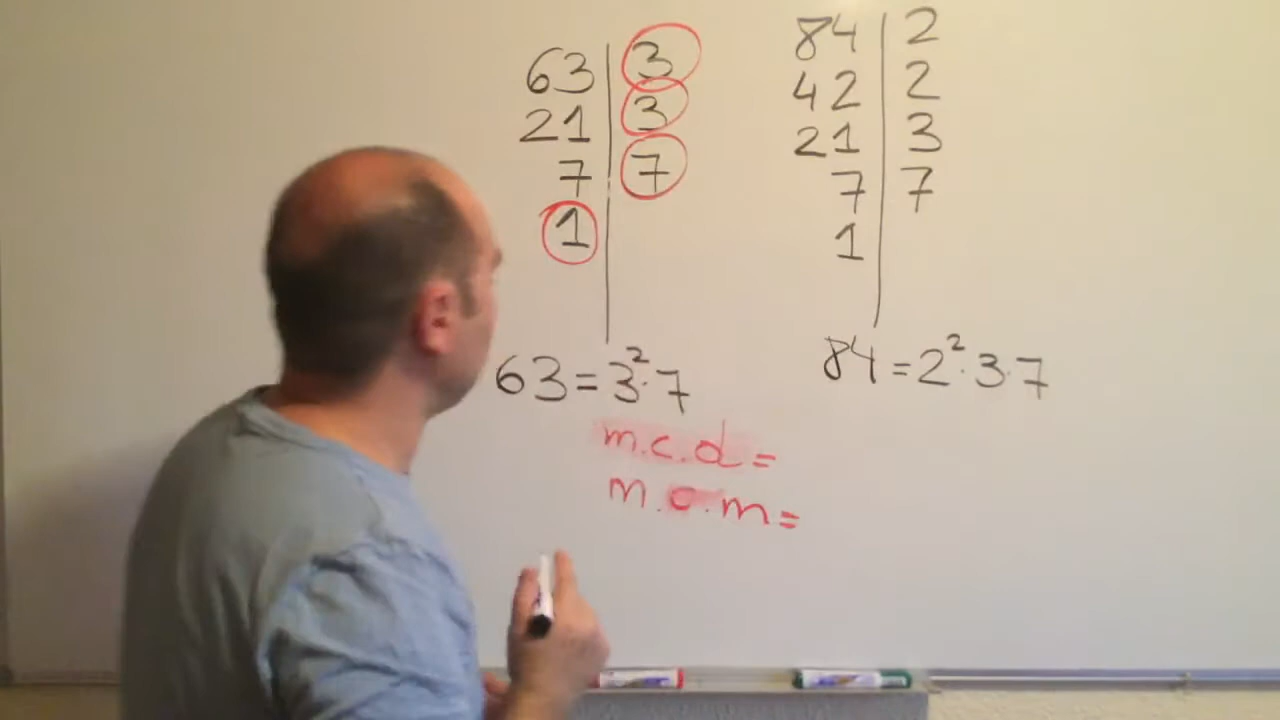 63 | 3
21 | 3
7 | 7
1 |
84 | 2
42 | 2
21 | 3
7 | 7
1 |
63 = 3²·7
84 = 2²·3·7
m.c.d =
m.c.m =